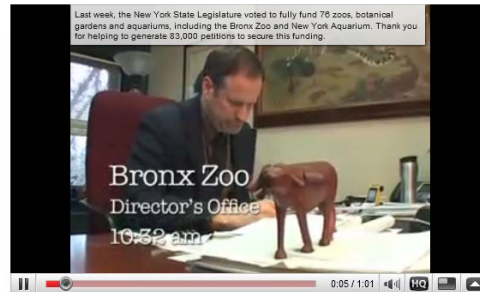 Last week, the New York State Legislature voted to fully fund 76 zoos, botanical
gardens and aquariums, including the Bronx Zoo and New York Aquarium. Thank you
for helping to generate 83,000 petitions to secure this funding.
Bronx Zoo
Director's Office
10:32 am
0:05 / 1:01
HQ